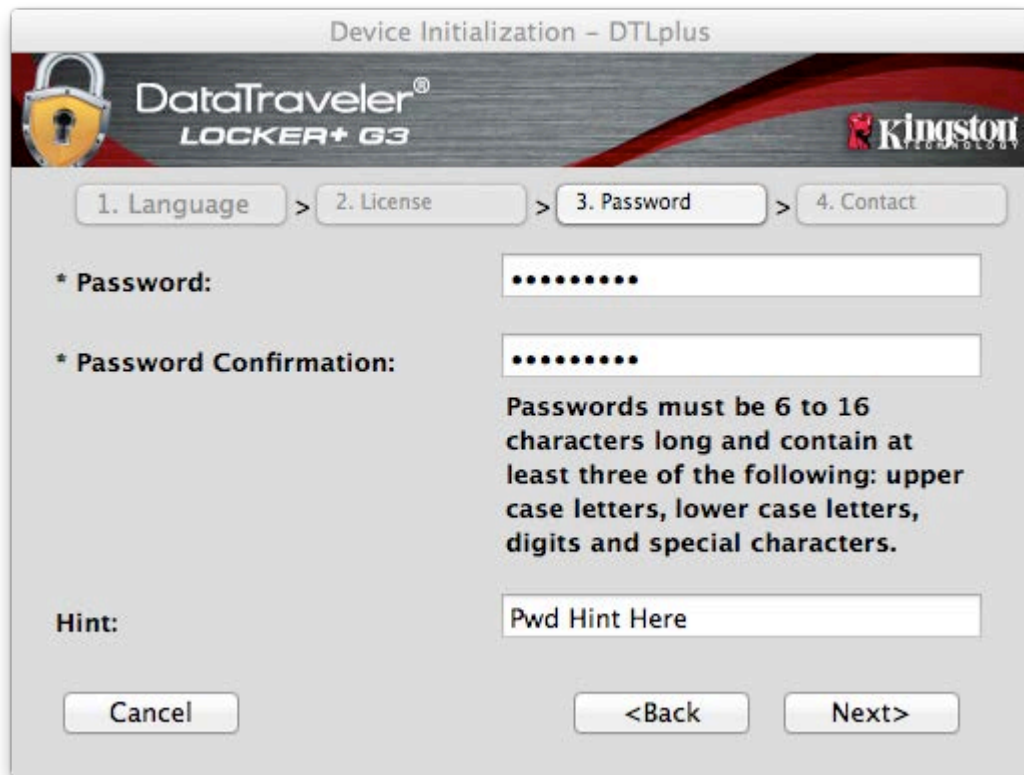 Device Initialization – DTLplus
DataTraveler®
LOCKER+ G3
Kingston
TECHNOLOGY
1. Language > 2. License > 3. Password > 4. Contact
* Password: •••••••••
* Password Confirmation: •••••••••
Passwords must be 6 to 16
characters long and contain at
least three of the following: upper
case letters, lower case letters,
digits and special characters.
Hint: Pwd Hint Here
Cancel <Back Next>